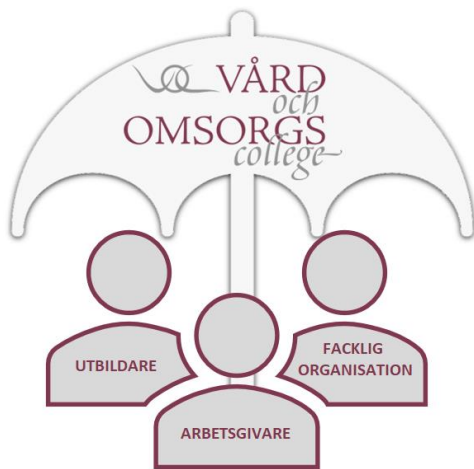 VÅRD
och
OMSORGS
college
UTBILDARE
FACKLIG
ORGANISATION
ARBETSGIVARE